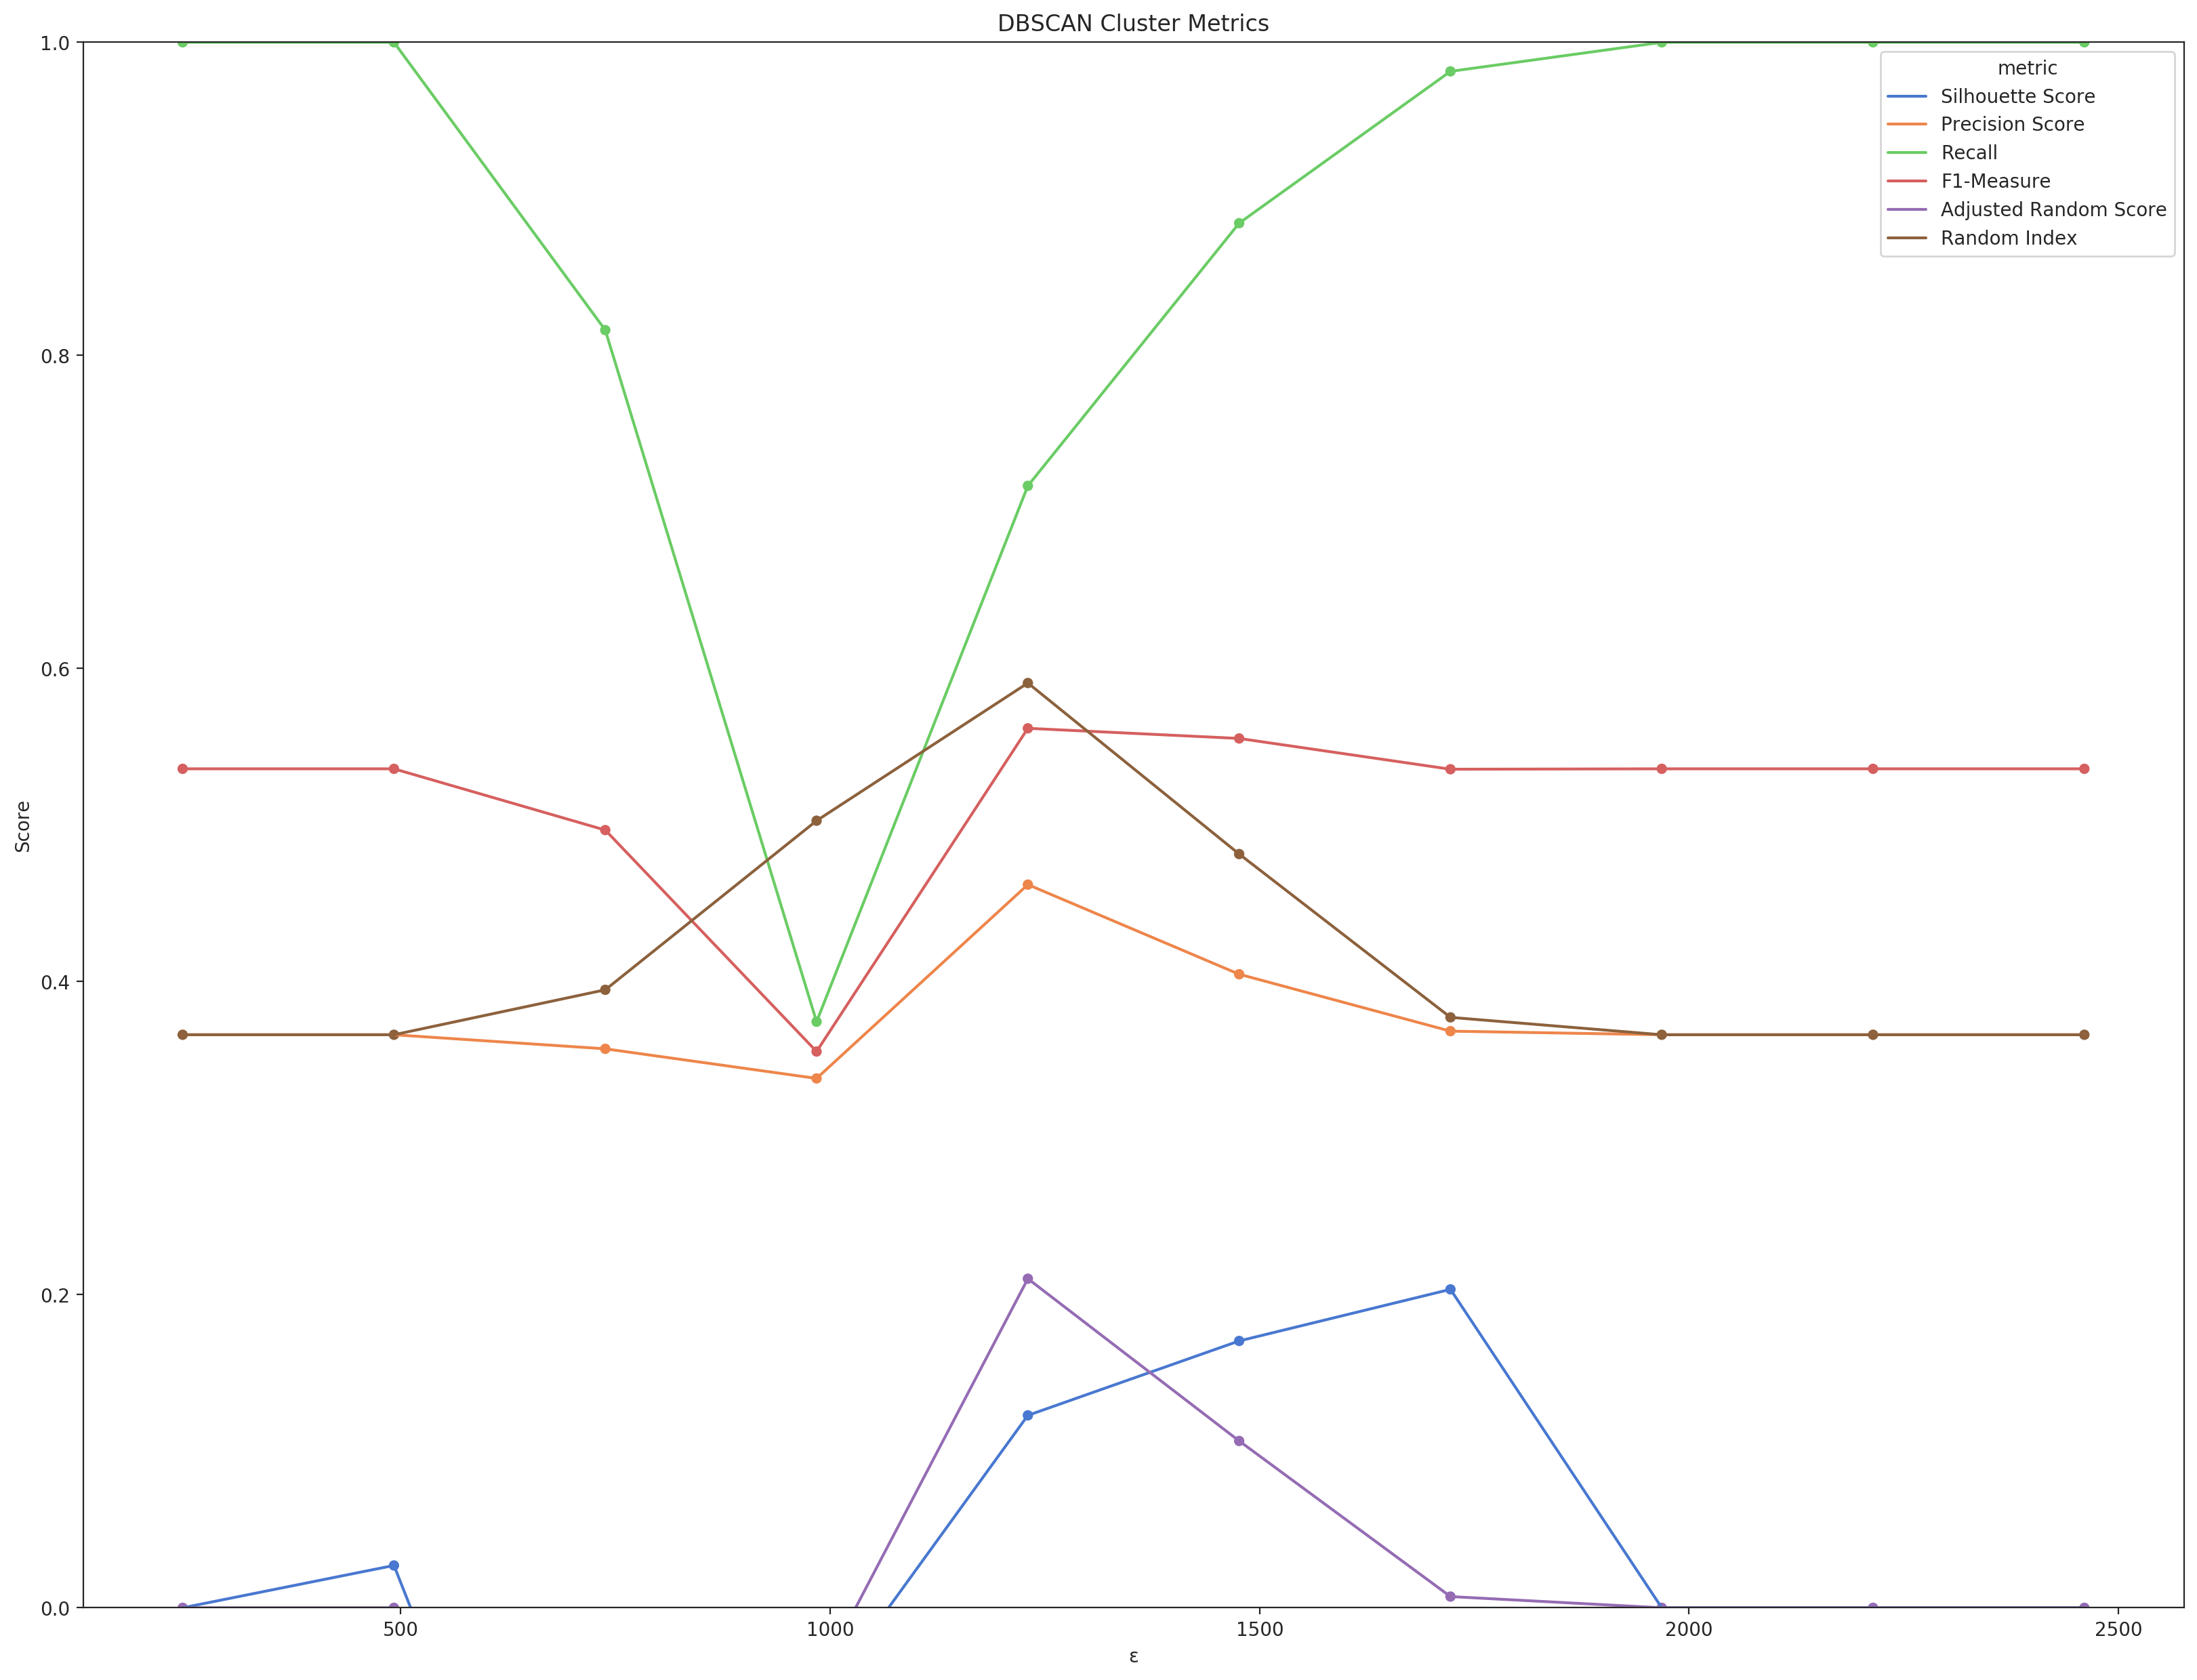 DBSCAN Cluster Metrics
1.0
0.8
0.6
0.4
0.2
0.0
Score
metric
Silhouette Score
Precision Score
Recall
F1-Measure
Adjusted Random Score
Random Index
500
1000
1500
2000
2500
ε